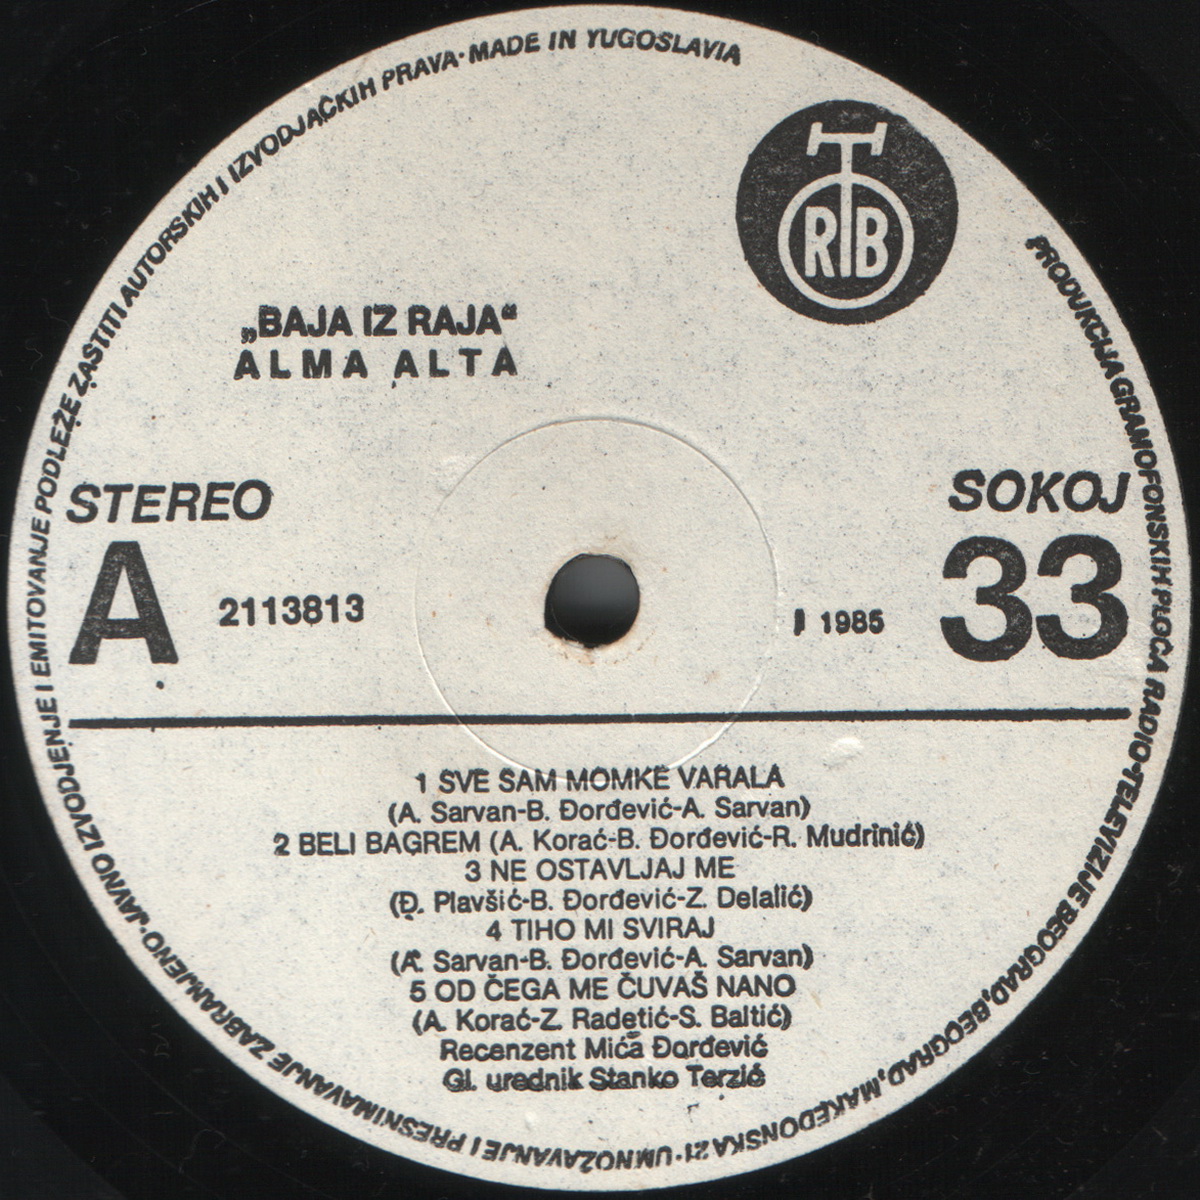 PRODUKCIJA GRAMOFONSKIH PLOČA RADIO-TELEVIZIJE BEOGRAD, BEOGRAD, MAKEDONSKA 21 · UMNOŽAVANJE I PRESNIMAVANJE ZABRANJENO · JAVNO IZVODJENJE I EMITOVANJE PODLEŽE ZAŠTITI AUTORSKIH I IZVODJAČKIH PRAVA · MADE IN YUGOSLAVIA
RTB
„BAJA IZ RAJA“
ALMA ALTA
STEREO
SOKOJ
A
2113813
1985
33
1 SVE SAM MOMKE VARALA
(A. Sarvan-B. Đorđević-A. Sarvan)
2 BELI BAGREM (A. Korać-B. Đorđević-R. Mudrinić)
3 NE OSTAVLJAJ ME
(Đ. Plavšić-B. Đorđević-Z. Delalić)
4 TIHO MI SVIRAJ
(A. Sarvan-B. Đorđević-A. Sarvan)
5 OD ČEGA ME ČUVAŠ NANO
(A. Korać-Z. Radetić-S. Baltić)
Recenzent Mića Đorđević
Gl. urednik Stanko Terzić